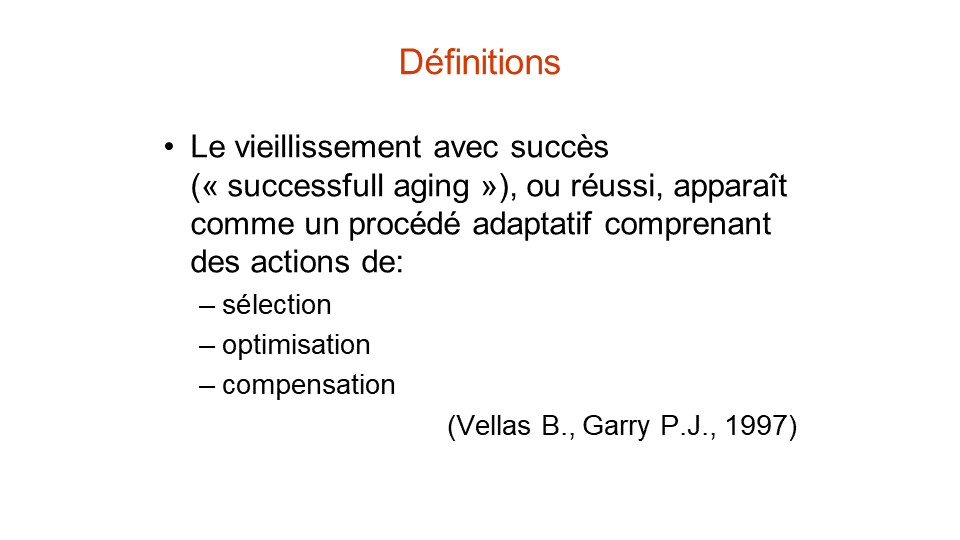 Définitions
• Le vieillissement avec succès
(« successfull aging »), ou réussi, apparaît
comme un procédé adaptatif comprenant
des actions de:
– sélection
– optimisation
– compensation
(Vellas B., Garry P.J., 1997)